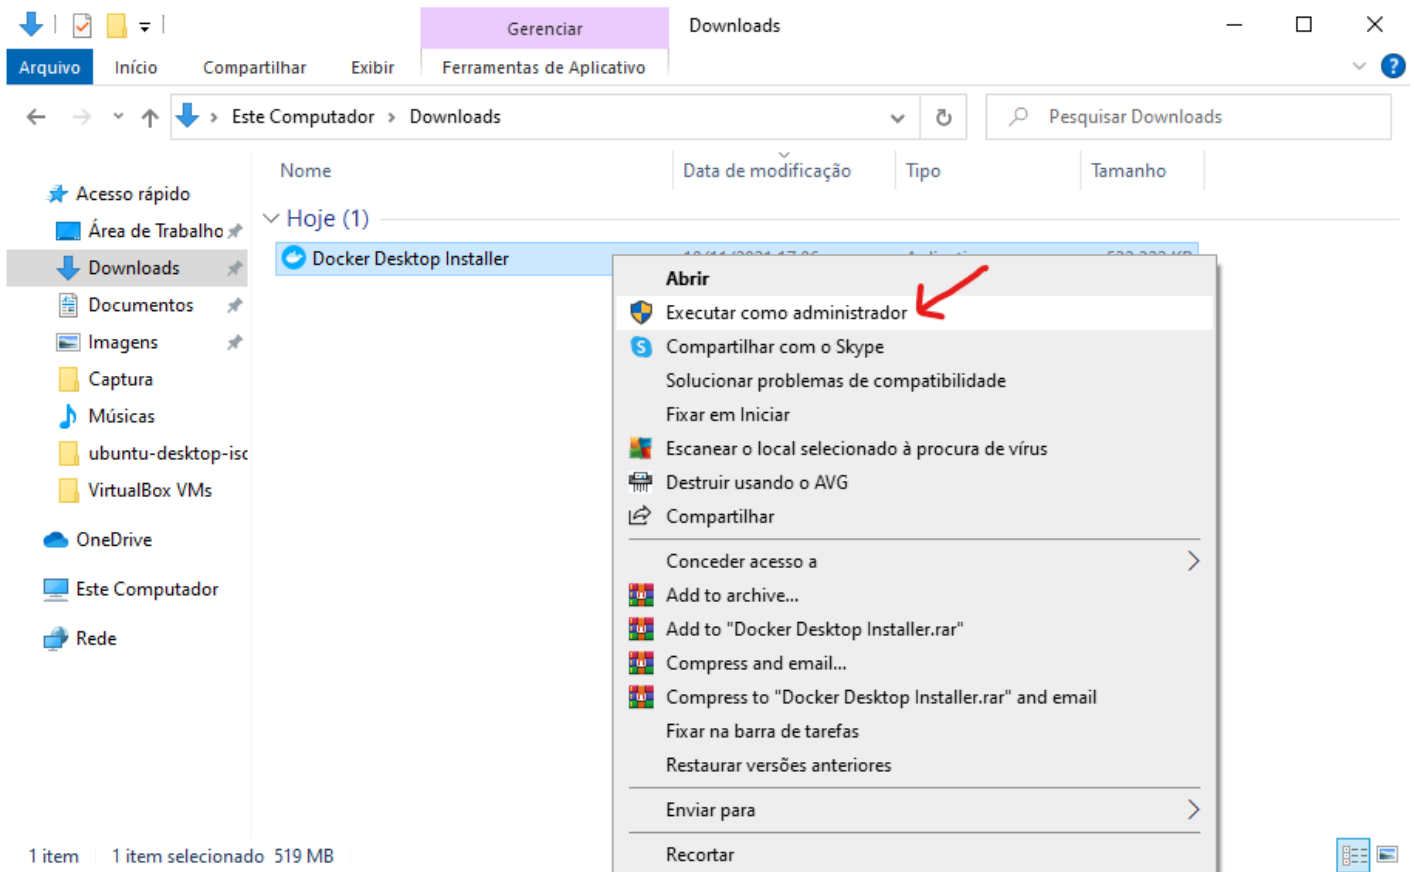 Gerenciar
Downloads
Arquivo
Início
Compartilhar
Exibir
Ferramentas de Aplicativo
?
Este Computador
Downloads
Pesquisar Downloads
Nome
Data de modificação
Tipo
Tamanho
Acesso rápido
Área de Trabalho
Downloads
Documentos
Imagens
Captura
Músicas
ubuntu-desktop-isc
VirtualBox VMs
OneDrive
Este Computador
Rede
Hoje (1)
Docker Desktop Installer
Abrir
Executar como administrador
Compartilhar com o Skype
Solucionar problemas de compatibilidade
Fixar em Iniciar
Escanear o local selecionado à procura de vírus
Destruir usando o AVG
Compartilhar
Conceder acesso a
Add to archive...
Add to "Docker Desktop Installer.rar"
Compress and email...
Compress to "Docker Desktop Installer.rar" and email
Fixar na barra de tarefas
Restaurar versões anteriores
Enviar para
Recortar
1 item
1 item selecionado 519 MB